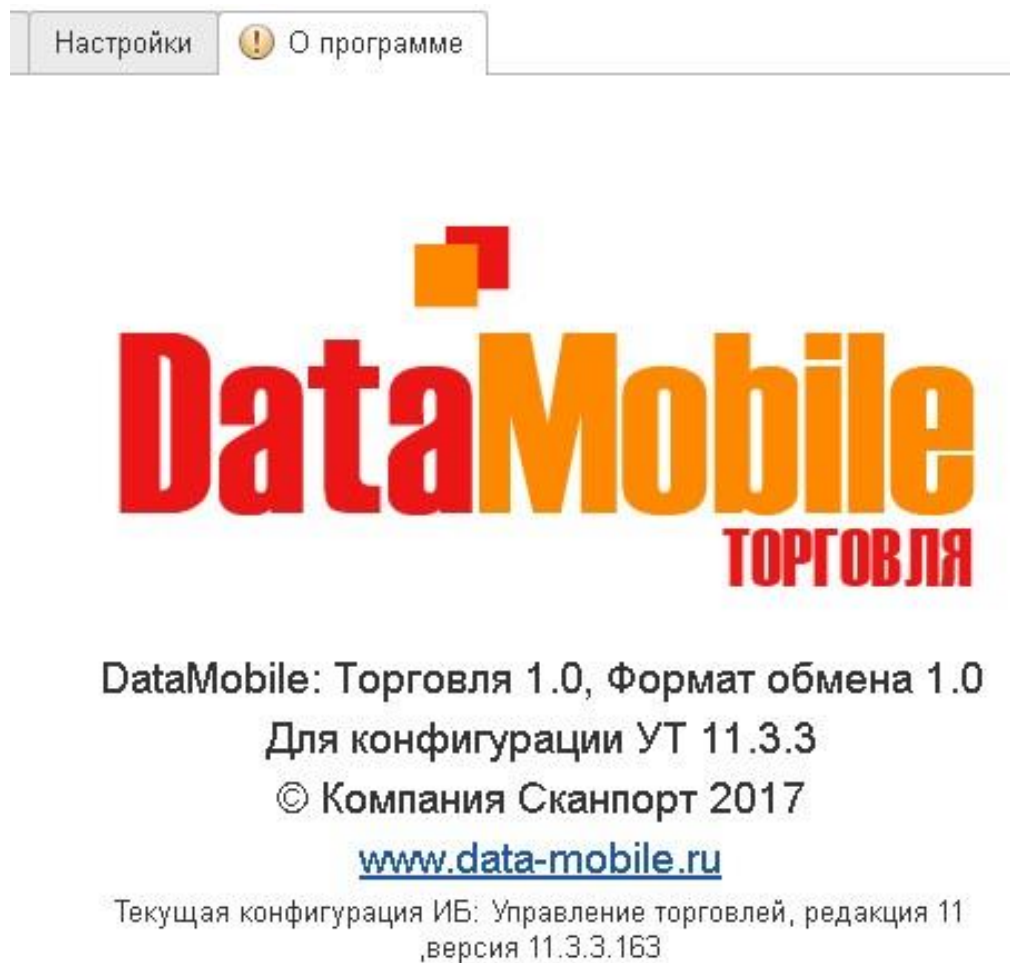 Настройки
О программе
DataMobile
ТОРГОВЛЯ
DataMobile: Торговля 1.0, Формат обмена 1.0
Для конфигурации УТ 11.3.3
© Компания Сканпорт 2017
www.data-mobile.ru
Текущая конфигурация ИБ: Управление торговлей, редакция 11
,версия 11.3.3.163